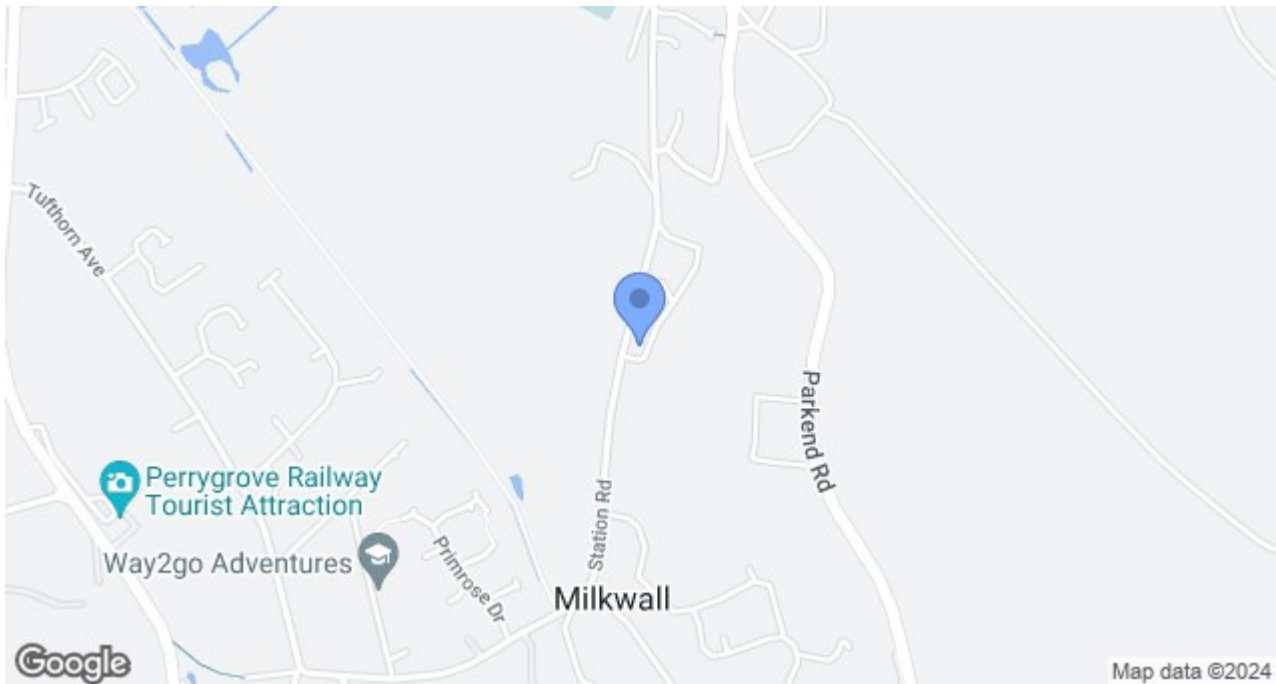 Tufthorn Ave
Parkend Rd
Perrygrove Railway
Tourist Attraction
Station Rd
Way2go Adventures
Primrose Dr
Milkwall
Google
Map data ©2024